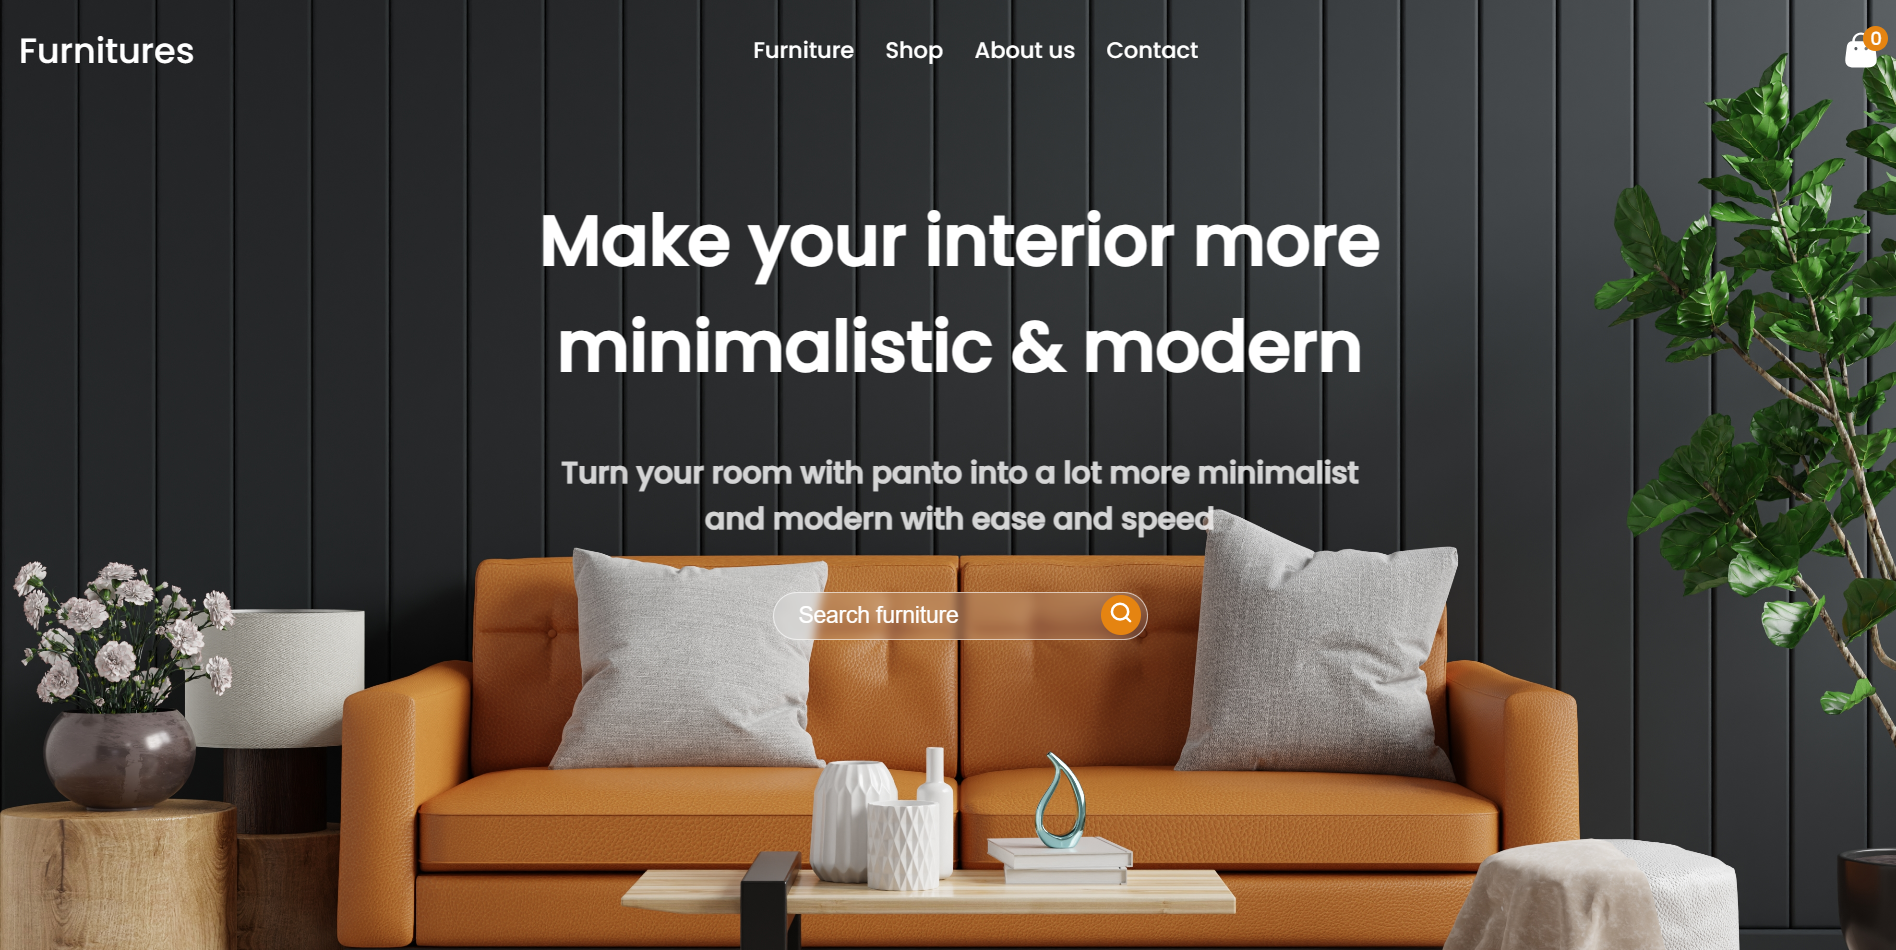 Furnitures
Furniture Shop About us Contact
0
Make your interior more
minimalistic & modern
Turn your room with panto into a lot more minimalist
and modern with ease and speed
Search furniture